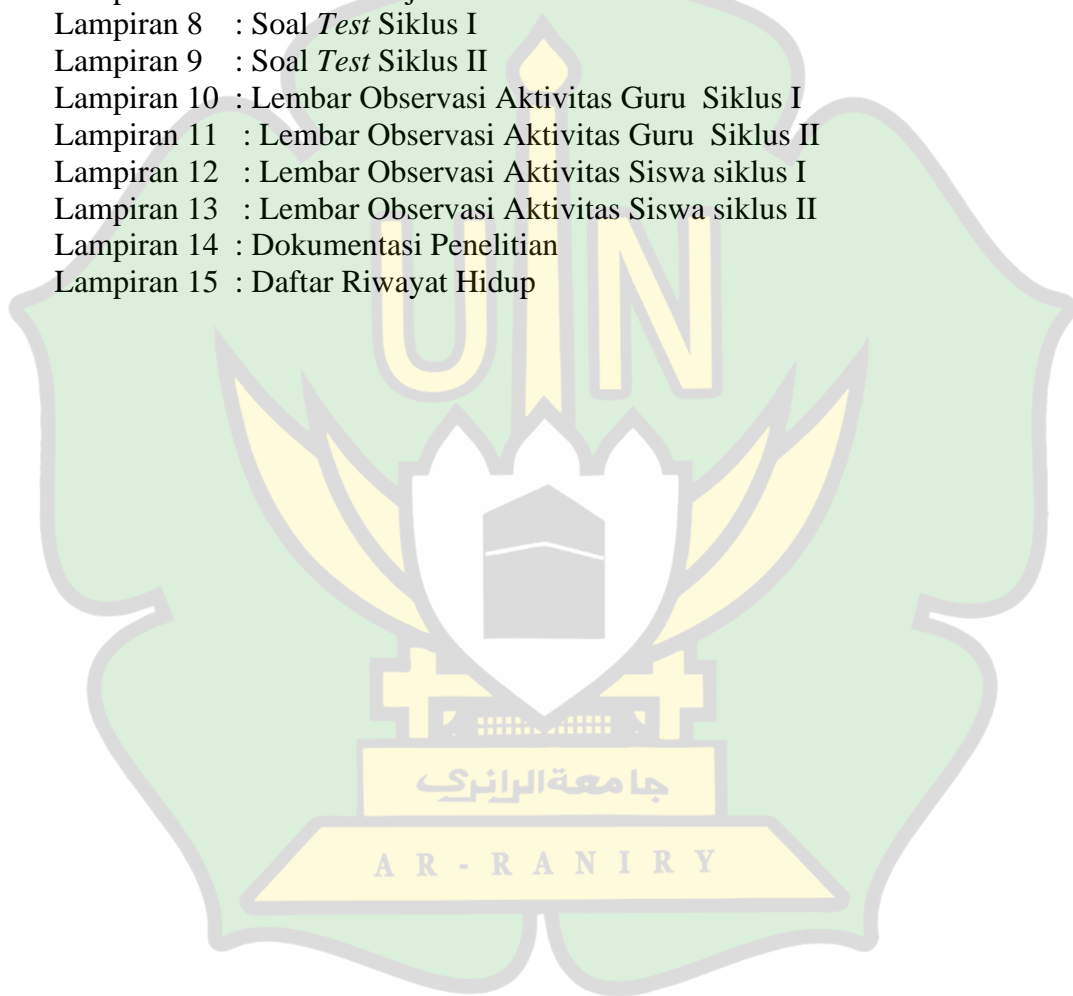 Lampiran 8 : Soal Test Siklus I
Lampiran 9 : Soal Test Siklus II
Lampiran 10 : Lembar Observasi Aktivitas Guru Siklus I
Lampiran 11 : Lembar Observasi Aktivitas Guru Siklus II
Lampiran 12 : Lembar Observasi Aktivitas Siswa siklus I
Lampiran 13 : Lembar Observasi Aktivitas Siswa siklus II
Lampiran 14 : Dokumentasi Penelitian
Lampiran 15 : Daftar Riwayat Hidup
UIN
جامعة الرانري
AR-RANIRY